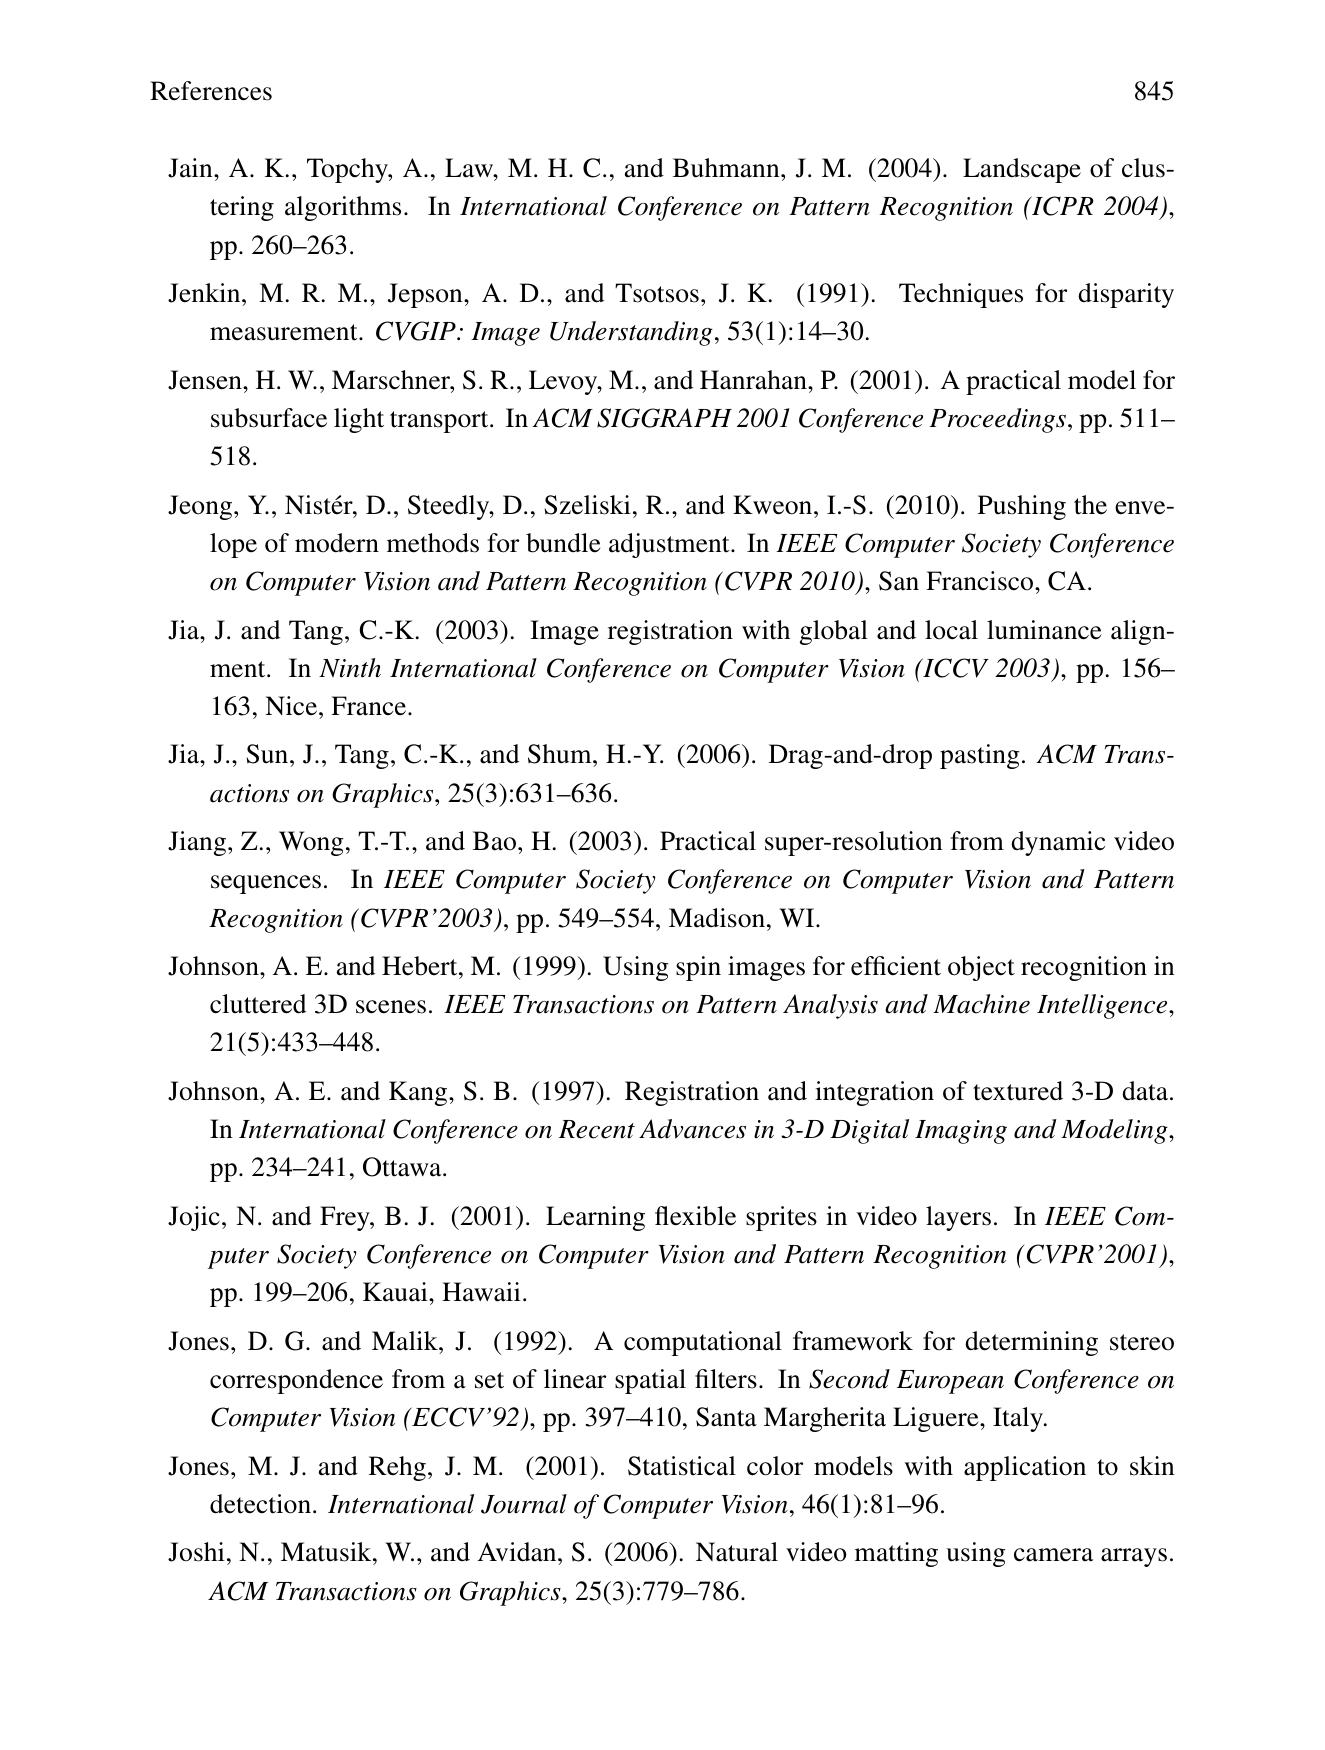 References 845
Jain, A. K., Topchy, A., Law, M. H. C., and Buhmann, J. M. (2004). Landscape of clus-
tering algorithms. In International Conference on Pattern Recognition (ICPR 2004),
pp. 260–263.
Jenkin, M. R. M., Jepson, A. D., and Tsotsos, J. K. (1991). Techniques for disparity
measurement. CVGIP: Image Understanding, 53(1):14–30.
Jensen, H. W., Marschner, S. R., Levoy, M., and Hanrahan, P. (2001). A practical model for
subsurface light transport. In ACM SIGGRAPH 2001 Conference Proceedings, pp. 511–
518.
Jeong, Y., Nistér, D., Steedly, D., Szeliski, R., and Kweon, I.-S. (2010). Pushing the enve-
lope of modern methods for bundle adjustment. In IEEE Computer Society Conference
on Computer Vision and Pattern Recognition (CVPR 2010), San Francisco, CA.
Jia, J. and Tang, C.-K. (2003). Image registration with global and local luminance align-
ment. In Ninth International Conference on Computer Vision (ICCV 2003), pp. 156–
163, Nice, France.
Jia, J., Sun, J., Tang, C.-K., and Shum, H.-Y. (2006). Drag-and-drop pasting. ACM Trans-
actions on Graphics, 25(3):631–636.
Jiang, Z., Wong, T.-T., and Bao, H. (2003). Practical super-resolution from dynamic video
sequences. In IEEE Computer Society Conference on Computer Vision and Pattern
Recognition (CVPR’2003), pp. 549–554, Madison, WI.
Johnson, A. E. and Hebert, M. (1999). Using spin images for efficient object recognition in
cluttered 3D scenes. IEEE Transactions on Pattern Analysis and Machine Intelligence,
21(5):433–448.
Johnson, A. E. and Kang, S. B. (1997). Registration and integration of textured 3-D data.
In International Conference on Recent Advances in 3-D Digital Imaging and Modeling,
pp. 234–241, Ottawa.
Jojic, N. and Frey, B. J. (2001). Learning flexible sprites in video layers. In IEEE Com-
puter Society Conference on Computer Vision and Pattern Recognition (CVPR’2001),
pp. 199–206, Kauai, Hawaii.
Jones, D. G. and Malik, J. (1992). A computational framework for determining stereo
correspondence from a set of linear spatial filters. In Second European Conference on
Computer Vision (ECCV’92), pp. 397–410, Santa Margherita Liguere, Italy.
Jones, M. J. and Rehg, J. M. (2001). Statistical color models with application to skin
detection. International Journal of Computer Vision, 46(1):81–96.
Joshi, N., Matusik, W., and Avidan, S. (2006). Natural video matting using camera arrays.
ACM Transactions on Graphics, 25(3):779–786.